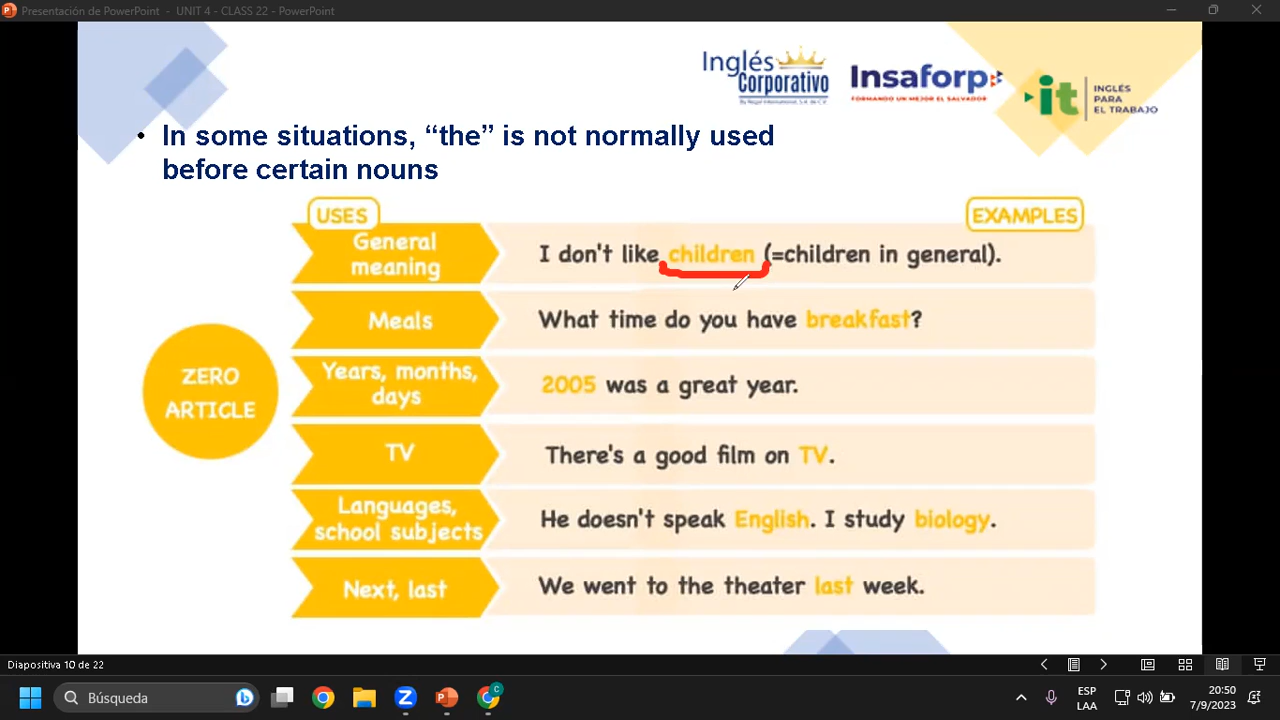 Presentación de PowerPoint - UNIT 4 - CLASS 22 - PowerPoint
Inglés
Corporativo
Insaforp
FORMANDO UN MEJOR EL SALVADOR
it
INGLÉS
PARA
EL TRABAJO
• In some situations, “the” is not normally used
before certain nouns
USES
EXAMPLES
General
meaning
I don't like children (=children in general).
Meals
What time do you have breakfast?
ZERO
ARTICLE
Years, months,
days
2005 was a great year.
TV
There's a good film on TV.
Languages,
school subjects
He doesn't speak English. I study biology.
Next, last
We went to the theater last week.
Diapositiva 10 de 22
Búsqueda
ESP
LAA
20:50
7/9/2023